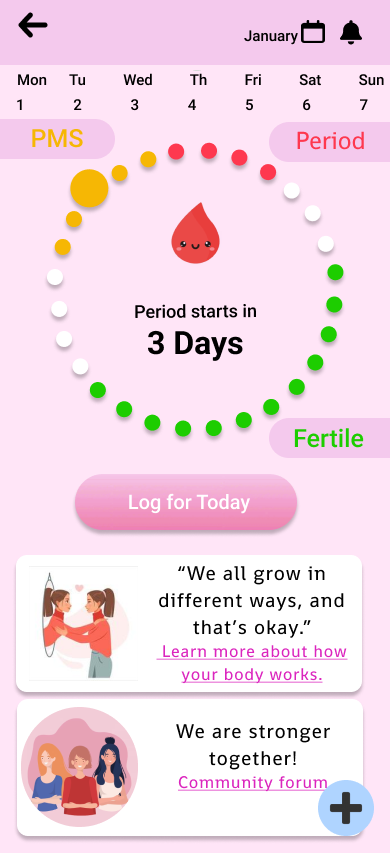 January
Mon Tu Wed Th Fri Sat Sun
1 2 3 4 5 6 7
PMS
Period
Period starts in
3 Days
Fertile
Log for Today
“We all grow in
different ways, and
that’s okay.”
Learn more about how
your body works.
We are stronger
together!
Community forum